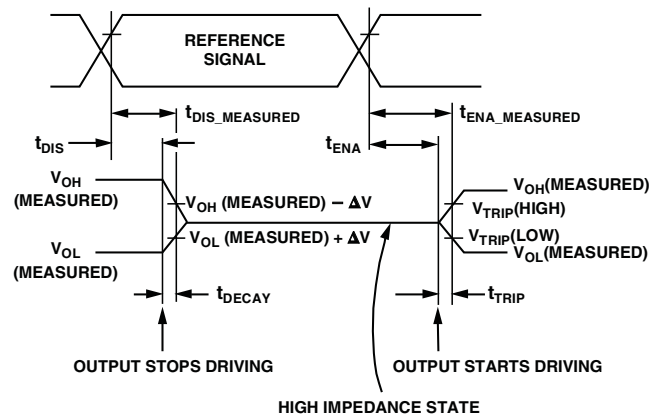 REFERENCE
SIGNAL
tDIS_MEASURED
tENA_MEASURED
tDIS
tENA
VOH
(MEASURED)
VOH (MEASURED) – ΔV
VOH(MEASURED)
VTRIP(HIGH)
VOL
(MEASURED)
VOL (MEASURED) + ΔV
VTRIP(LOW)
VOL(MEASURED)
tDECAY
tTRIP
OUTPUT STOPS DRIVING
OUTPUT STARTS DRIVING
HIGH IMPEDANCE STATE